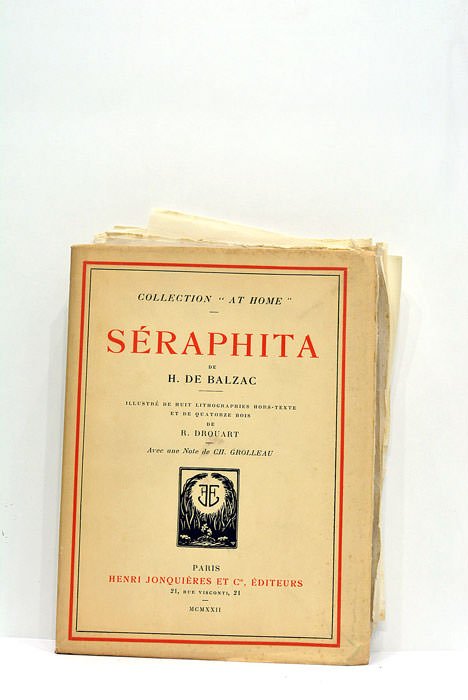 COLLECTION " AT HOME "
SÉRAPHITA
DE
H. DE BALZAC
ILLUSTRÉ DE HUIT LITHOGRAPHIES HORS-TEXTE
ET DE QUATORZE BOIS
DE
R. DROUART
Avec une Note de CH. GROLLEAU
PARIS
HENRI JONQUIÈRES ET Cie, ÉDITEURS
21, RUE VISCONTI, 21
MCMXXII